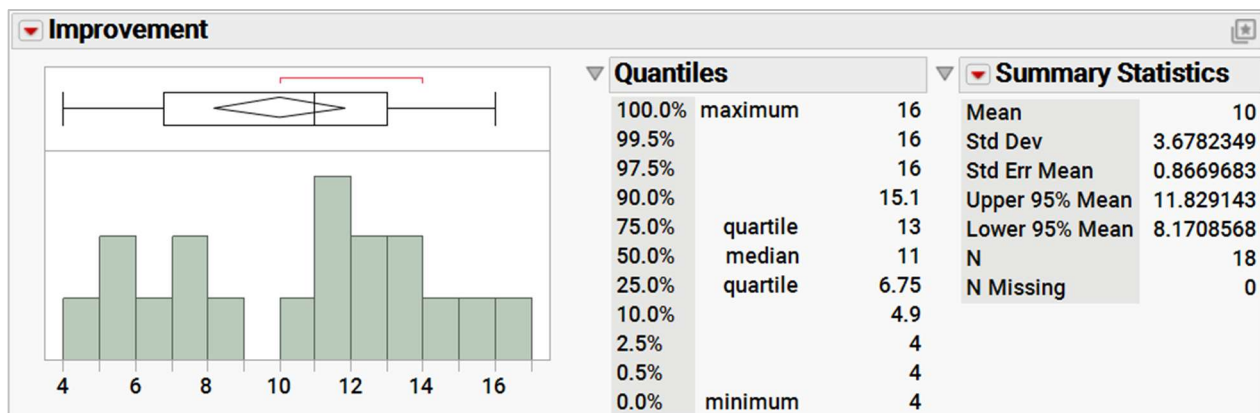 Improvement
4 6 8 10 12 14 16
Quantiles
100.0% maximum 16
99.5% 16
97.5% 16
90.0% 15.1
75.0% quartile 13
50.0% median 11
25.0% quartile 6.75
10.0% 4.9
2.5% 4
0.5% 4
0.0% minimum 4
Summary Statistics
Mean 10
Std Dev 3.6782349
Std Err Mean 0.8669683
Upper 95% Mean 11.829143
Lower 95% Mean 8.1708568
N 18
N Missing 0